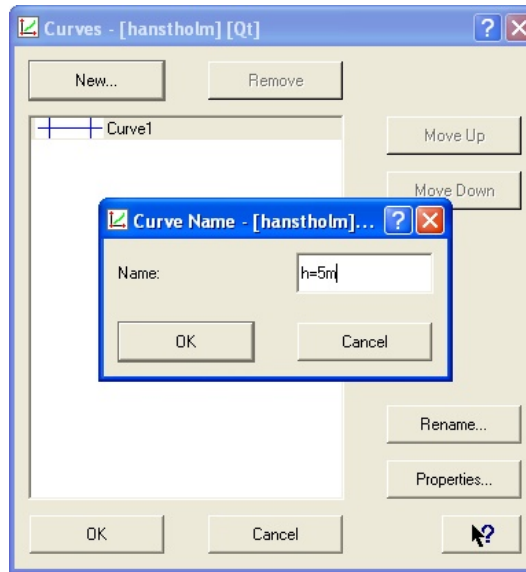 Curves - [hanstholm] [Qt]
New...
Remove
Curve1
Move Up
Move Down
Curve Name - [hanstholm]...
Name:
h=5m
OK
Cancel
Rename...
Properties...
OK
Cancel